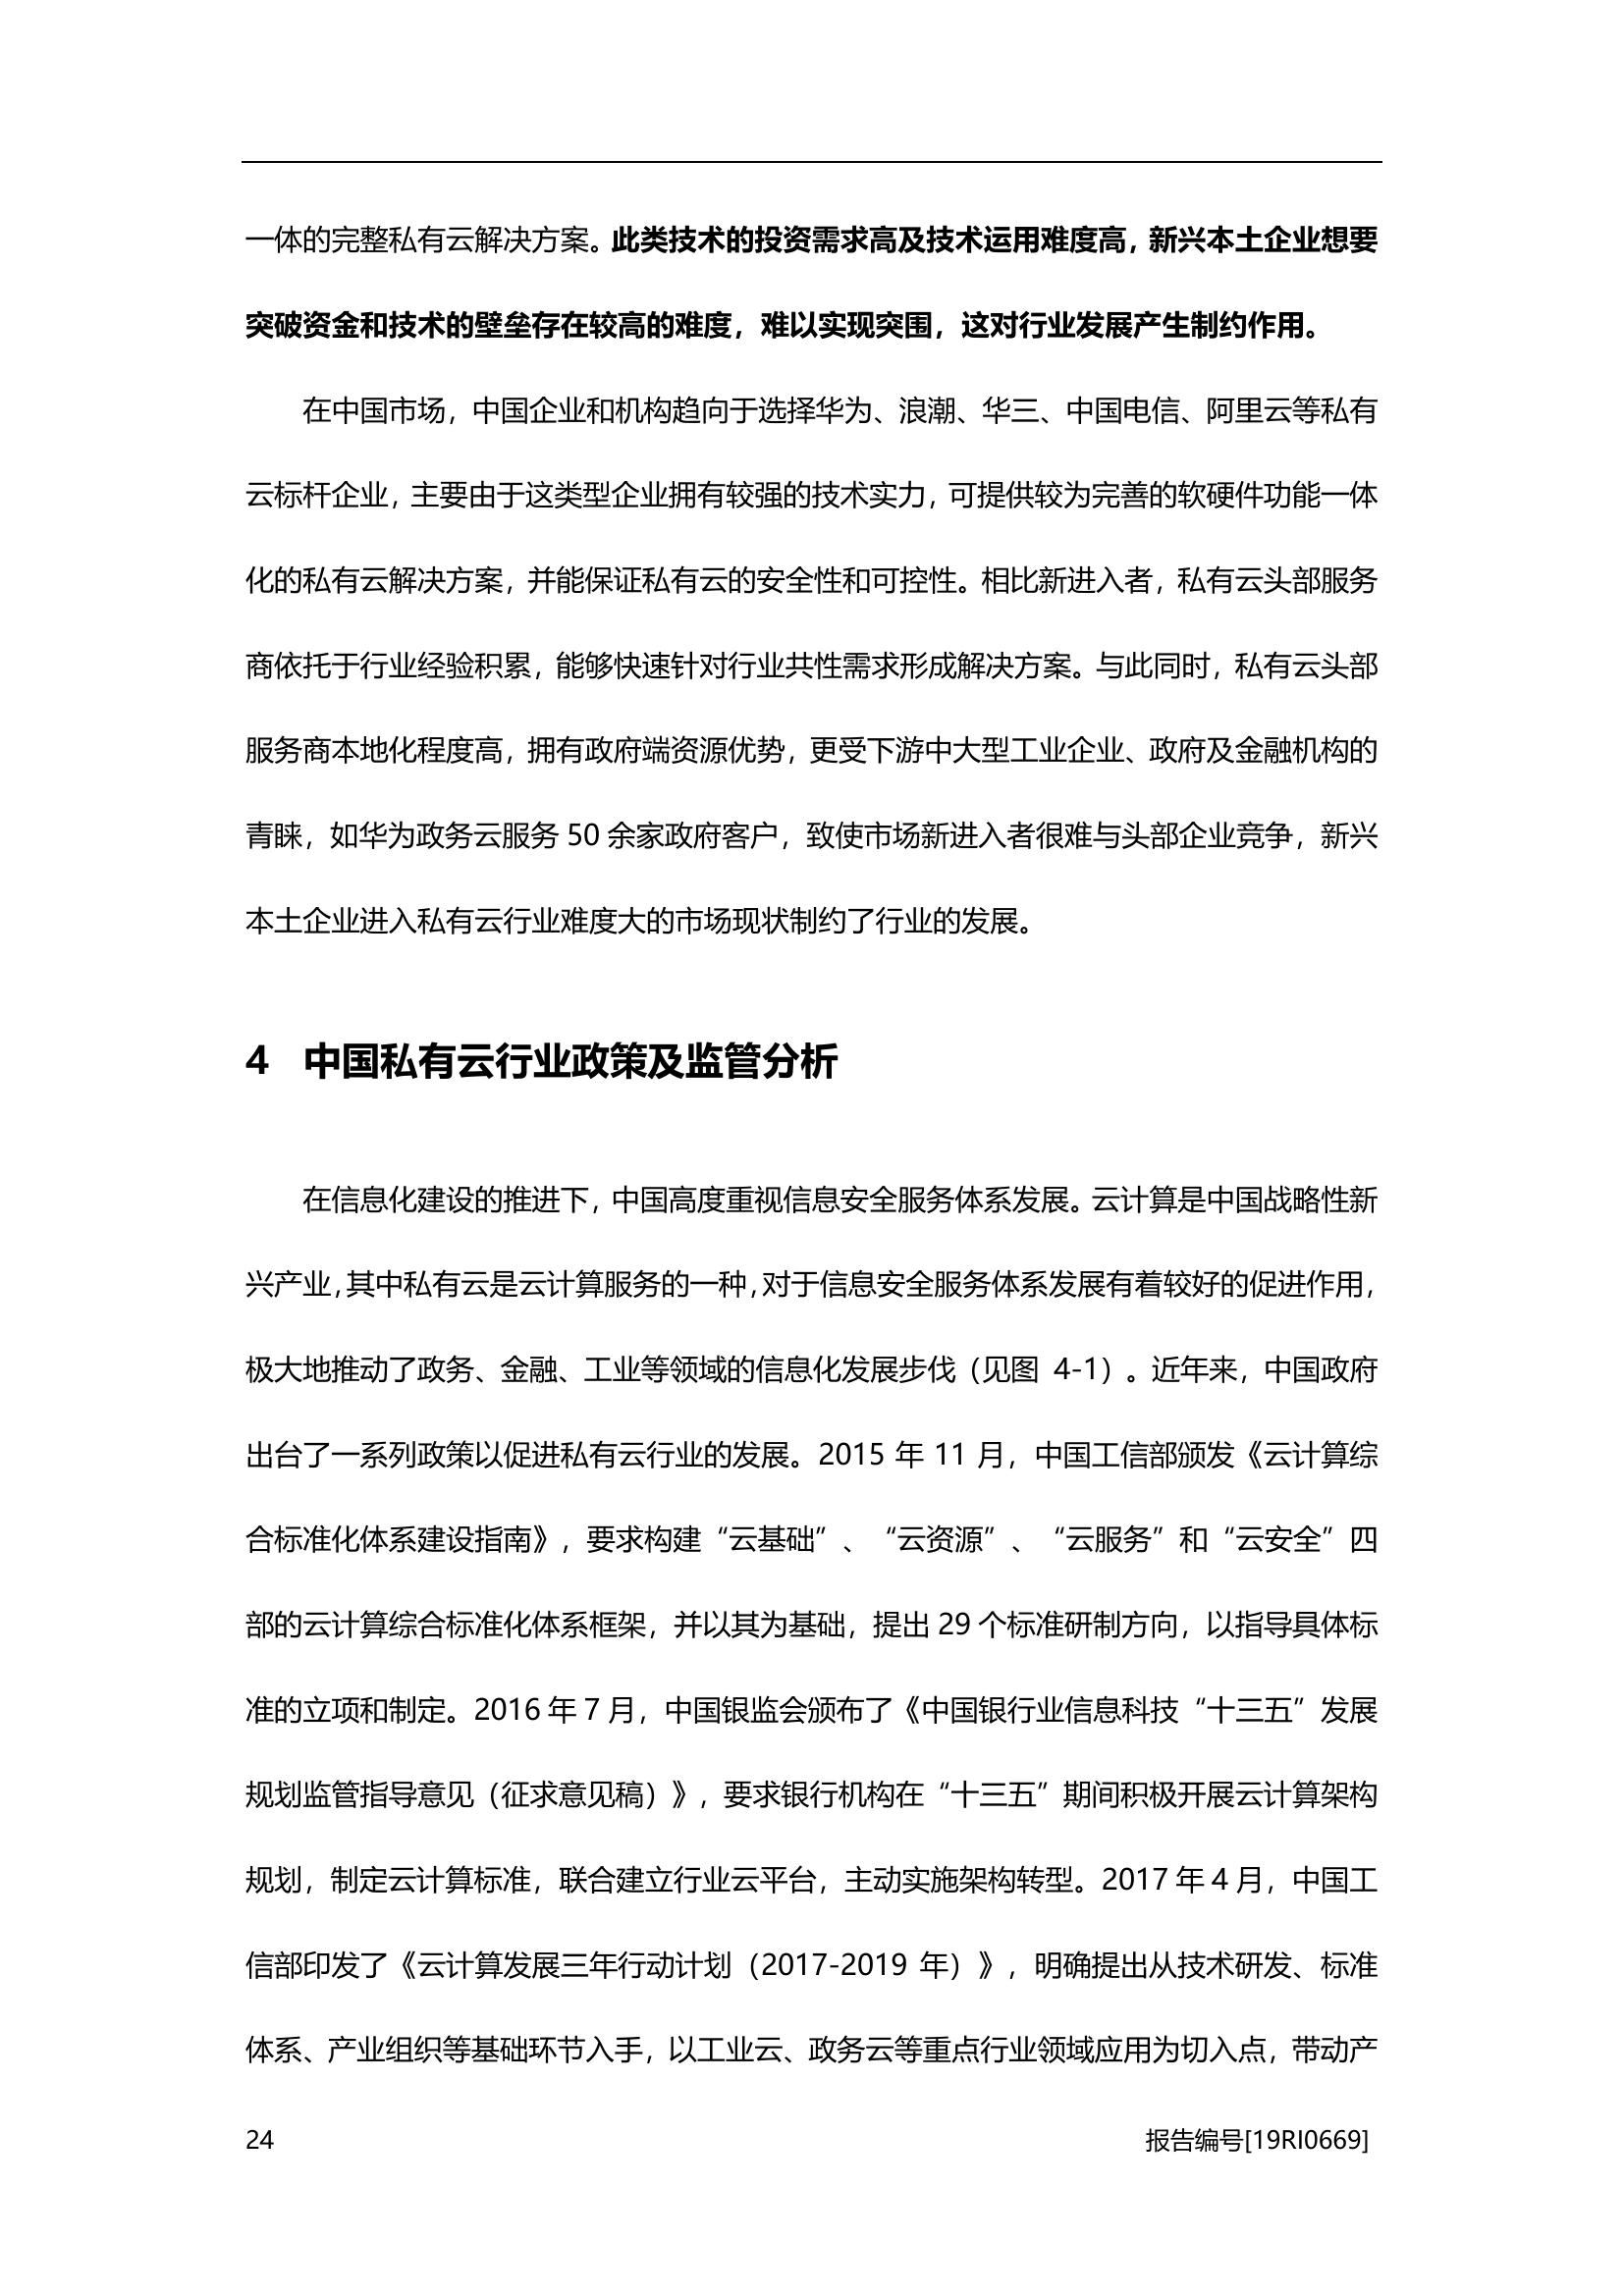 一体的完整私有云解决方案。此类技术的投资需求高及技术运用难度高，新兴本土企业想要
突破资金和技术的壁垒存在较高的难度，难以实现突围，这对行业发展产生制约作用。
在中国市场，中国企业和机构趋向于选择华为、浪潮、华三、中国电信、阿里云等私有
云标杆企业，主要由于这类型企业拥有较强的技术实力，可提供较为完善的软硬件功能一体
化的私有云解决方案，并能保证私有云的安全性和可控性。相比新进入者，私有云头部服务
商依托于行业经验积累，能够快速针对行业共性需求形成解决方案。与此同时，私有云头部
服务商本地化程度高，拥有政府端资源优势，更受下游中大型工业企业、政府及金融机构的
青睐，如华为政务云服务 50 余家政府客户，致使市场新进入者很难与头部企业竞争，新兴
本土企业进入私有云行业难度大的市场现状制约了行业的发展。
4 中国私有云行业政策及监管分析
在信息化建设的推进下，中国高度重视信息安全服务体系发展。云计算是中国战略性新
兴产业，其中私有云是云计算服务的一种，对于信息安全服务体系发展有着较好的促进作用，
极大地推动了政务、金融、工业等领域的信息化发展步伐（见图 4-1）。近年来，中国政府
出台了一系列政策以促进私有云行业的发展。2015 年 11 月，中国工信部颁发《云计算综
合标准化体系建设指南》，要求构建“云基础”、“云资源”、“云服务”和“云安全”四
部的云计算综合标准化体系框架，并以其为基础，提出 29 个标准研制方向，以指导具体标
准的立项和制定。2016 年 7 月，中国银监会颁布了《中国银行业信息科技“十三五”发展
规划监管指导意见（征求意见稿）》，要求银行机构在“十三五”期间积极开展云计算架构
规划，制定云计算标准，联合建立行业云平台，主动实施架构转型。2017 年 4 月，中国工
信部印发了《云计算发展三年行动计划（2017-2019 年）》，明确提出从技术研发、标准
体系、产业组织等基础环节入手，以工业云、政务云等重点行业领域应用为切入点，带动产
24 报告编号[19RI0669]